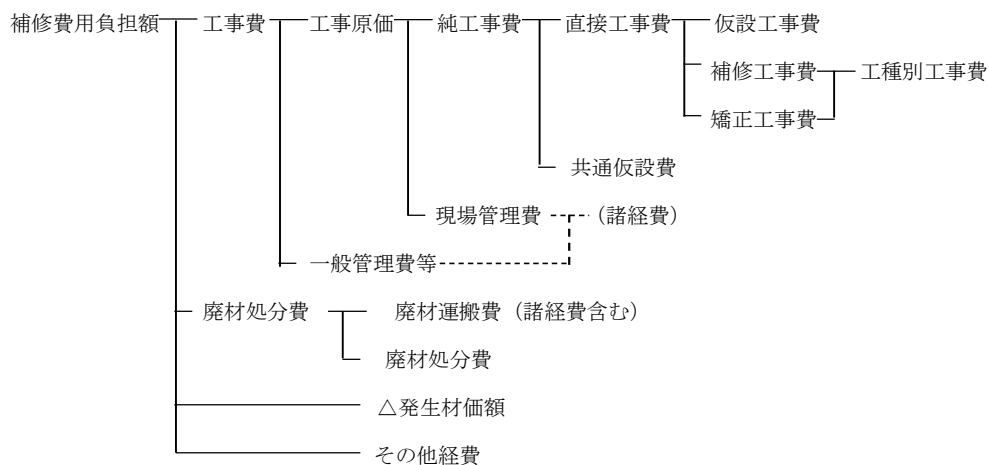 補修費用負担額 工事費 工事原価 純工事費 直接工事費 仮設工事費
補修工事費 工種別工事費
矯正工事費
共通仮設費
現場管理費 (諸経費)
一般管理費等
廃材処分費 廃材運搬費(諸経費含む)
廃材処分費
△発生材価額
その他経費